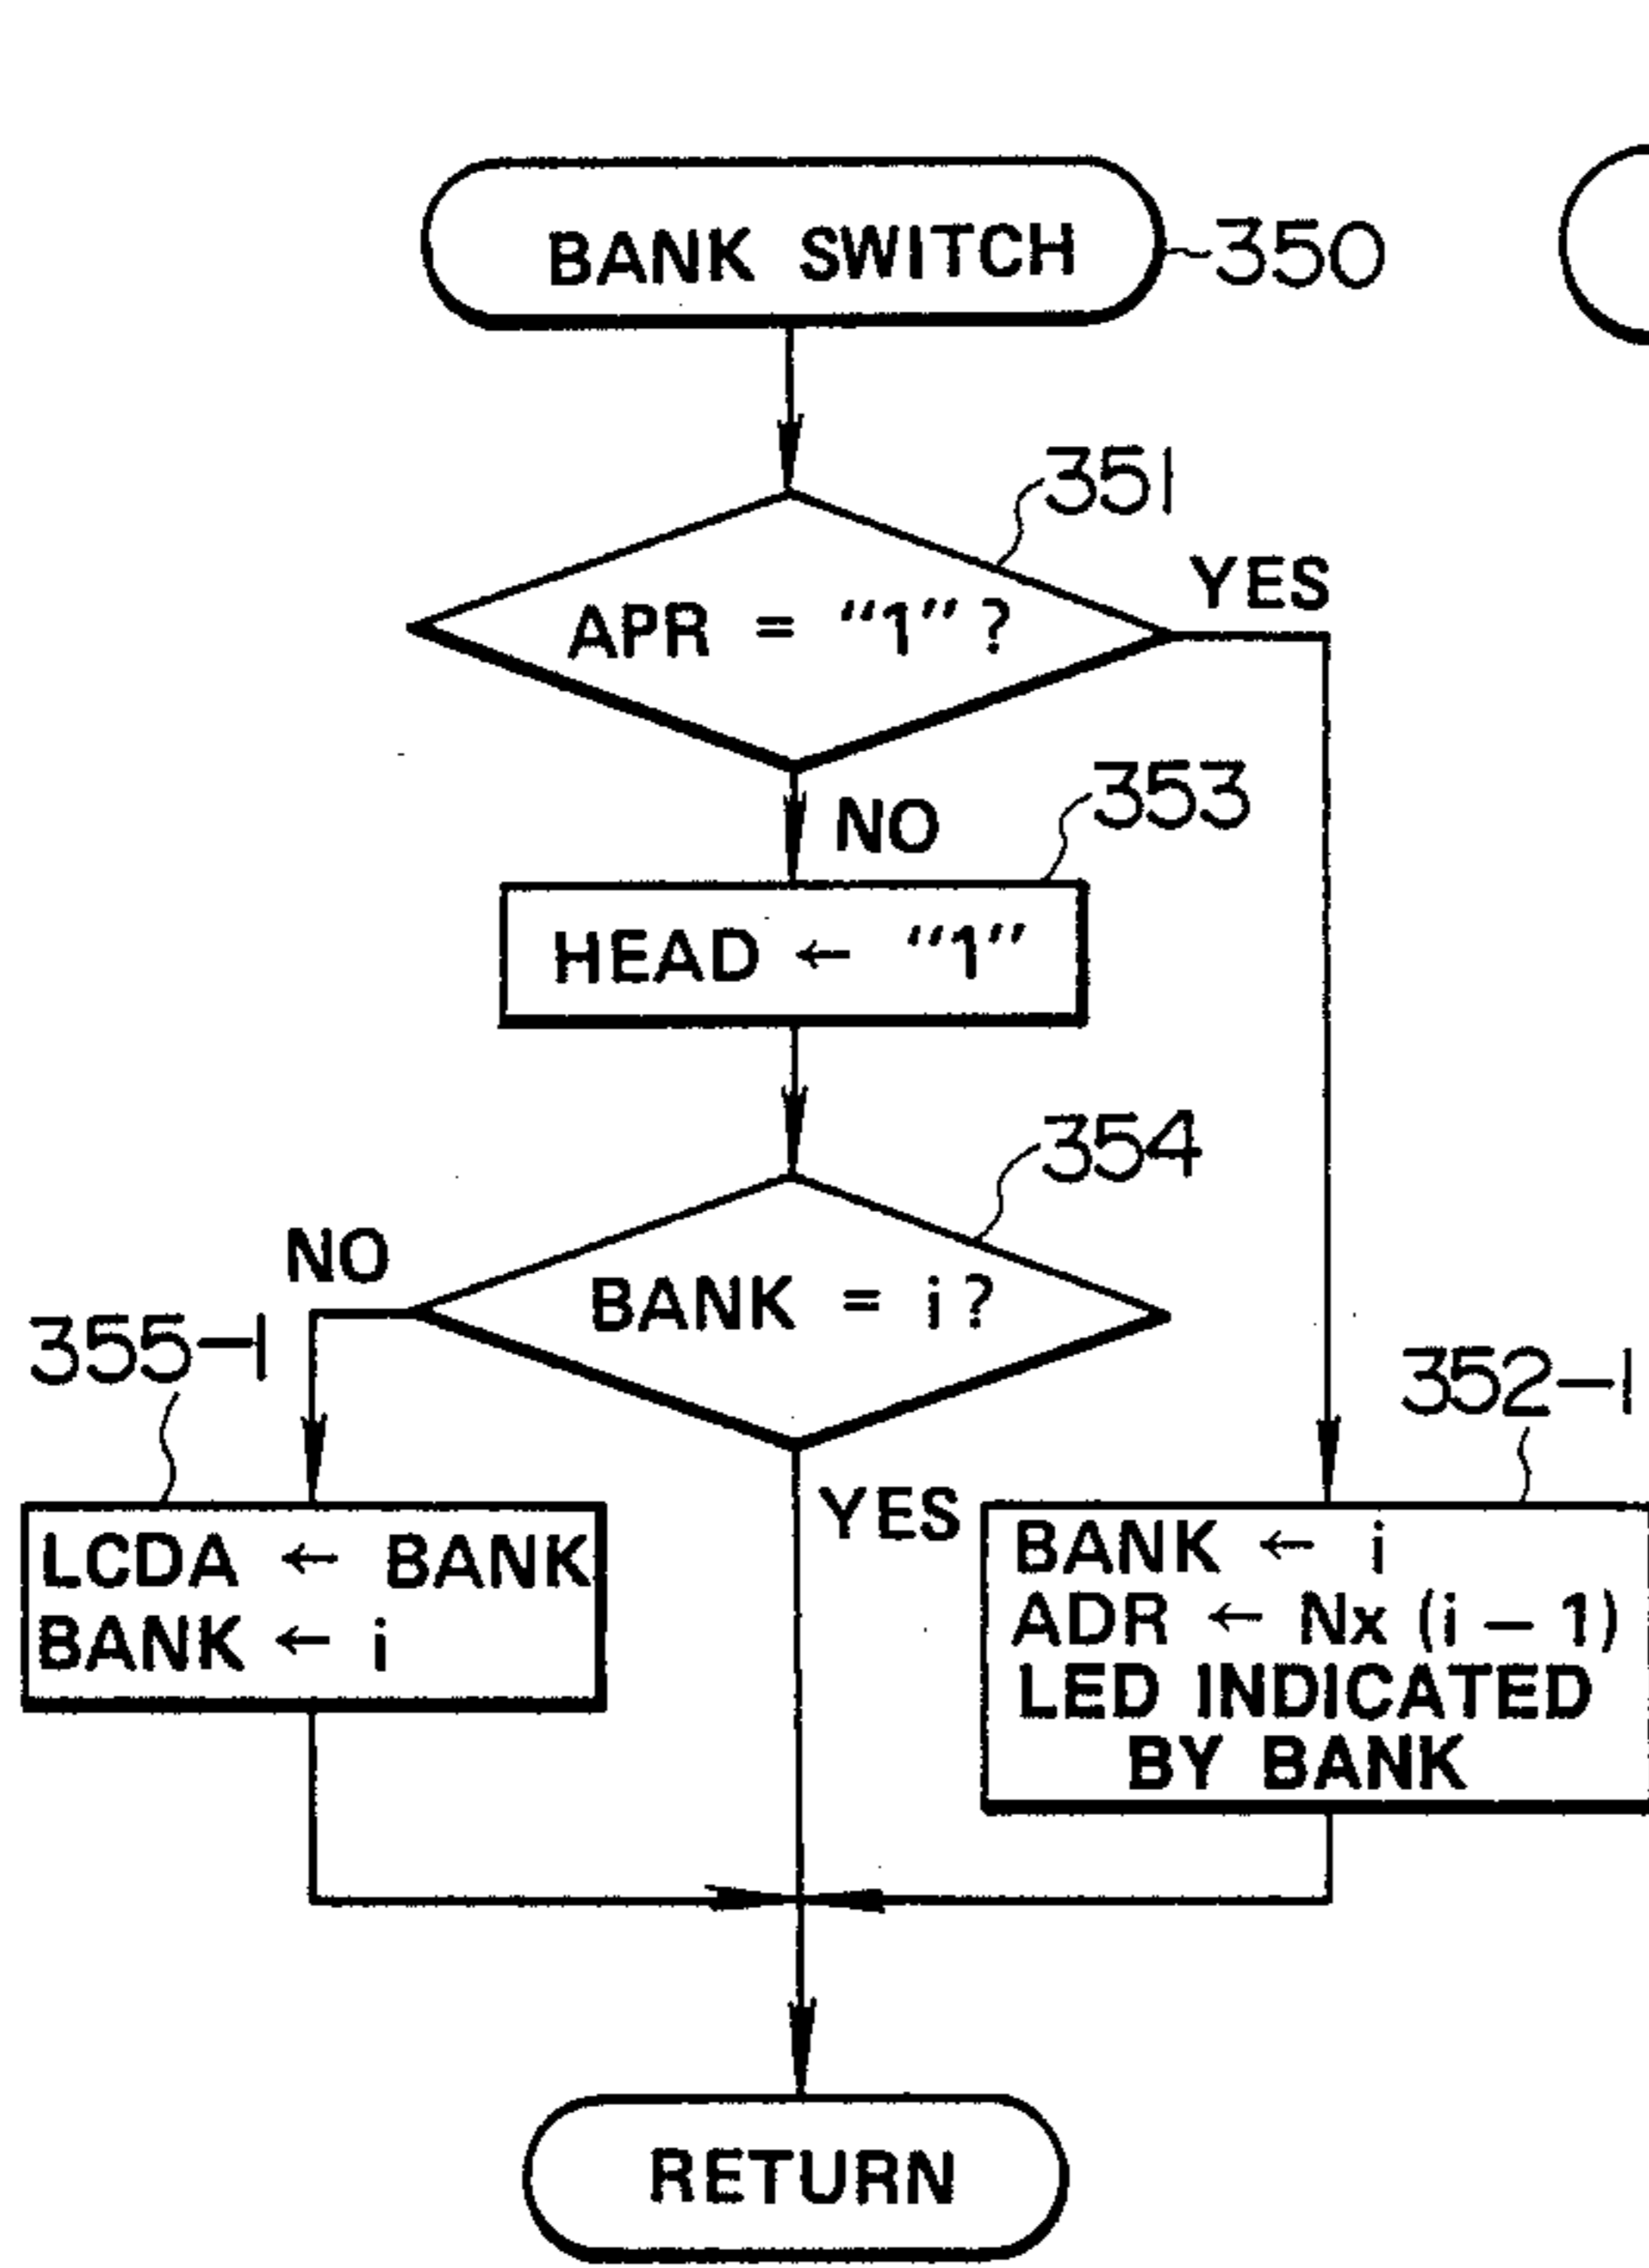 BANK SWITCH
350
351
APR = “1” ?
YES
353
NO
HEAD ← “1”
354
NO
BANK = i ?
355-1
352-1
YES
LCDA ← BANK
BANK ← i
BANK ← i
ADR ← Nx (i – 1)
LED INDICATED
BY BANK
RETURN